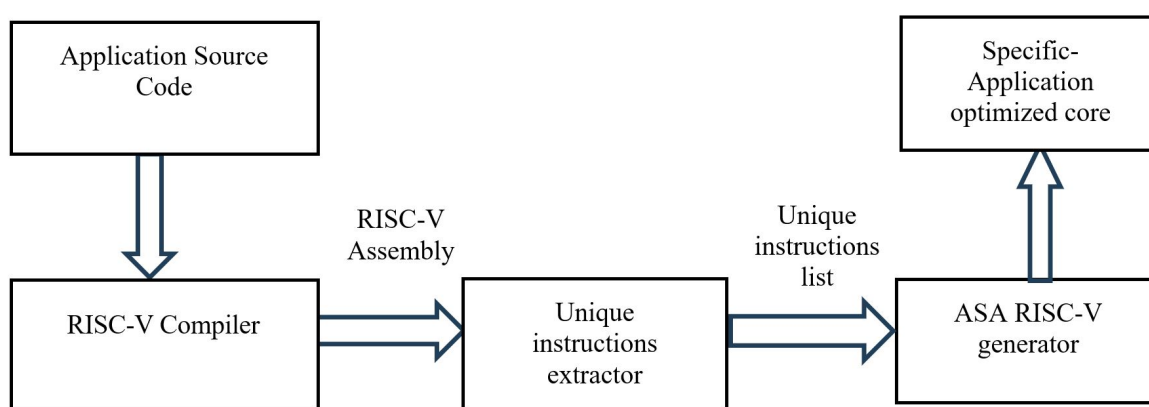 Application Source
Code
Specific-
Application
optimized core
RISC-V
Assembly
Unique
instructions
list
RISC-V Compiler
Unique
instructions
extractor
ASA RISC-V
generator